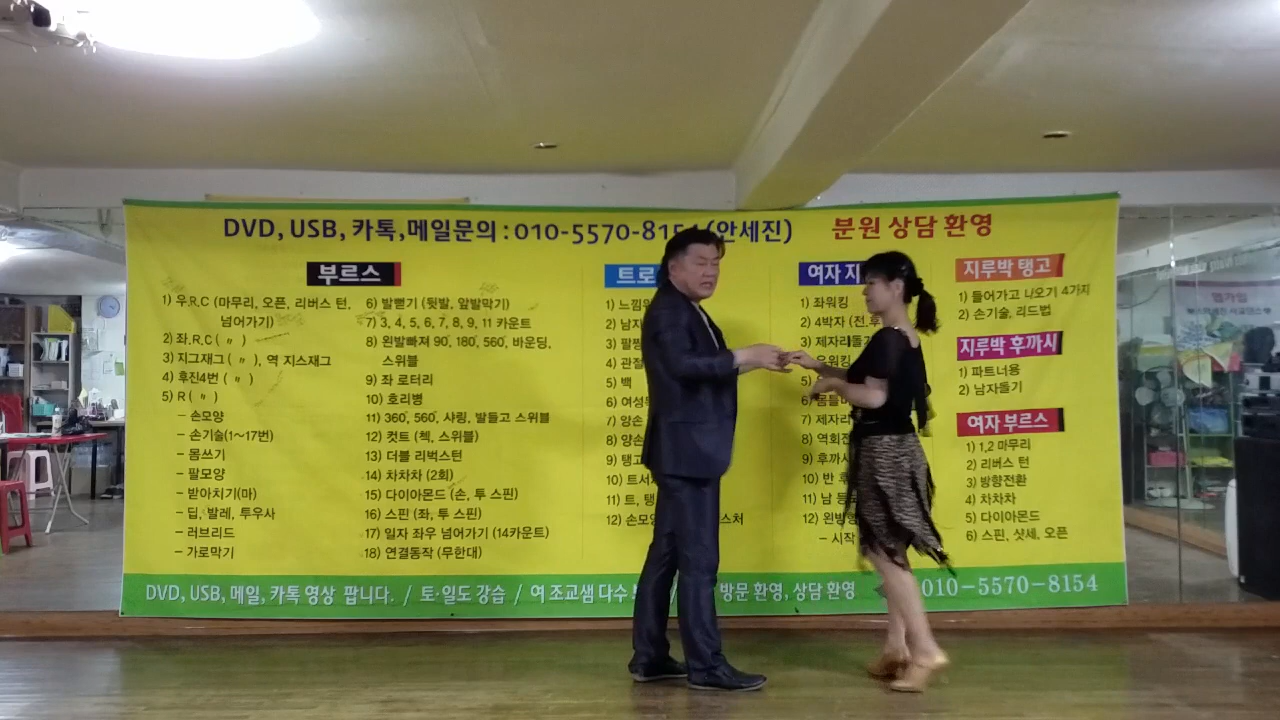 DVD, USB, 카톡,메일문의 : 010-5570-8154 (안세진) 분원 상담 환영
부르스
1) 우.R.C (마무리, 오픈, 리버스 턴,
넘어가기)
2) 좌.R.C ( 〃 )
3) 지그재그 ( 〃 ), 역 지스재그
4) 후진4번 ( 〃 )
5) R ( 〃 )
– 손모양
– 손기술(1~17번)
– 몸쓰기
– 팔모양
– 받아치기(마)
– 딥, 발레, 투우사
– 러브리드
– 가로막기
6) 발뻗기 (뒷발, 앞발막기)
7) 3, 4, 5, 6, 7, 8, 9, 11 카운트
8) 왼발빠져 90, 180, 560, 바운딩,
스위블
9) 좌 로터리
10) 호리병
11) 360, 560, 샤링, 발들고 스위블
12) 컷트 (첵, 스위블)
13) 더블 리벅스턴
14) 차차차 (2회)
15) 다이아몬드 (손, 투 스핀)
16) 스핀 (좌, 투 스핀)
17) 일자 좌우 넘어가기 (14카운트)
18) 연결동작 (무한대)
트로
1)
2) 남자
3)
4) 관절
5) 백
6)
7) 양손
8) 양손
9) 탱고
10)
11) 트, 탱
12) 손모양 스처
여자 지
1) 좌워킹
2) 4박자 (전.후
3) 제자리돌
우워킹
5)
6)
7) 제자리
8) 역회전
9) 후까시
10) 반 후
11) 남
12) 왼방향
– 시작
지루박 탱고
1) 들어가고 나오기 4가지
2) 손기술, 리드법
지루박 후까시
1) 파트너용
2) 남자돌기
여자 부르스
1) 1,2 마무리
2) 리버스 턴
3) 방향전환
4) 차차차
5) 다이아몬드
6) 스핀, 샷세, 오픈
DVD, USB, 메일, 카톡 영상 팝니다. / 토·일도 강습 / 여 조교샘 다수 방문 환영, 상담 환영 010-5570-8154